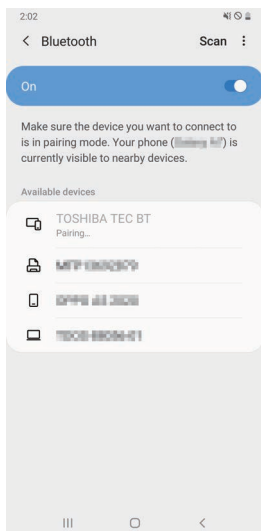 2:02
Bluetooth
Scan
On
Make sure the device you want to connect to
is in pairing mode. Your phone ( ) is
currently visible to nearby devices.
Available devices
TOSHIBA TEC BT
Pairing...